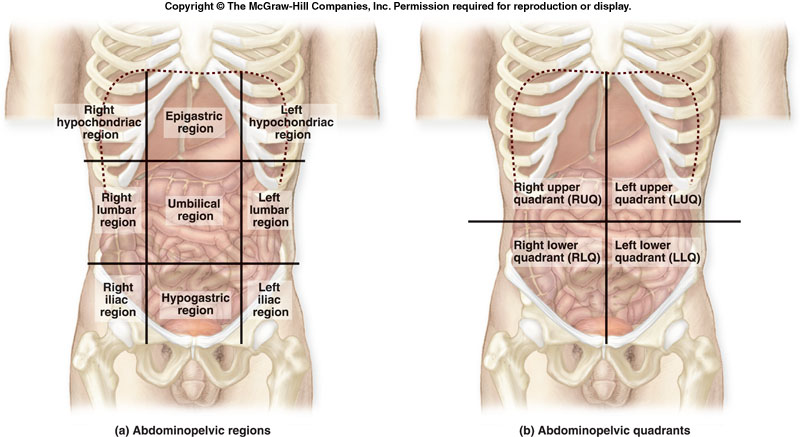 Copyright © The McGraw-Hill Companies, Inc. Permission required for reproduction or display.
Right
hypochondriac
region
Epigastric
region
Left
hypochondriac
region
Right
lumbar
region
Umbilical
region
Left
lumbar
region
Right
iliac
region
Hypogastric
region
Left
iliac
region
(a) Abdominopelvic regions
Right upper
quadrant (RUQ)
Left upper
quadrant (LUQ)
Right lower
quadrant (RLQ)
Left lower
quadrant (LLQ)
(b) Abdominopelvic quadrants